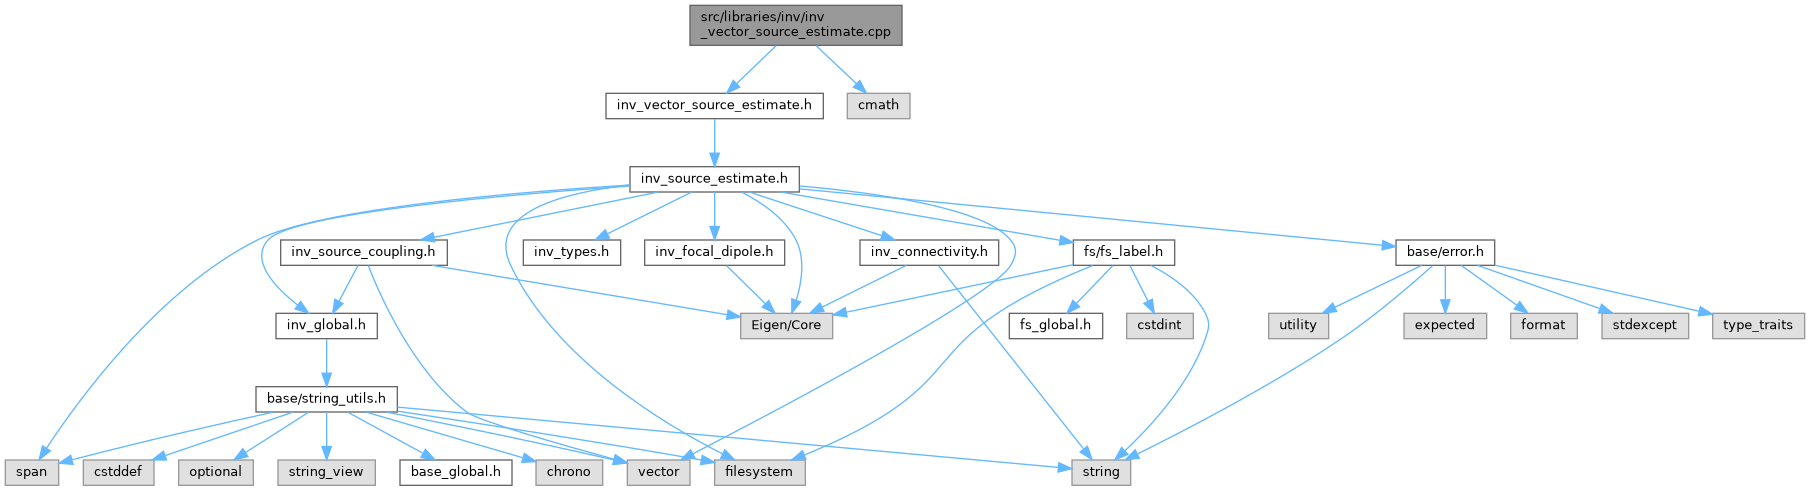 src/libraries/inv/inv
_vector_source_estimate.cpp
inv_vector_source_estimate.h
cmath
inv_source_estimate.h
inv_source_coupling.h
inv_types.h
inv_focal_dipole.h
inv_connectivity.h
fs/fs_label.h
base/error.h
inv_global.h
Eigen/Core
fs_global.h
cstdint
utility
expected
format
stdexcept
type_traits
base/string_utils.h
span
cstddef
optional
string_view
base_global.h
chrono
vector
filesystem
string